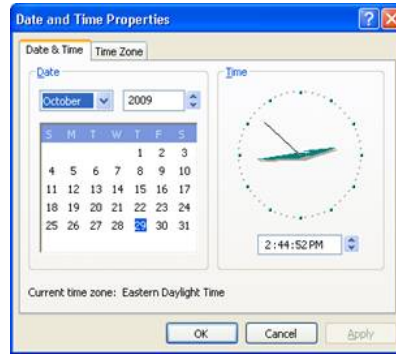 Date and Time Properties
Date & Time Time Zone
Date
October 2009
S M T W T F S
1 2 3
4 5 6 7 8 9 10
11 12 13 14 15 16 17
18 19 20 21 22 23 24
25 26 27 28 29 30 31
Time
2:44:52 PM
Current time zone: Eastern Daylight Time
OK Cancel Apply